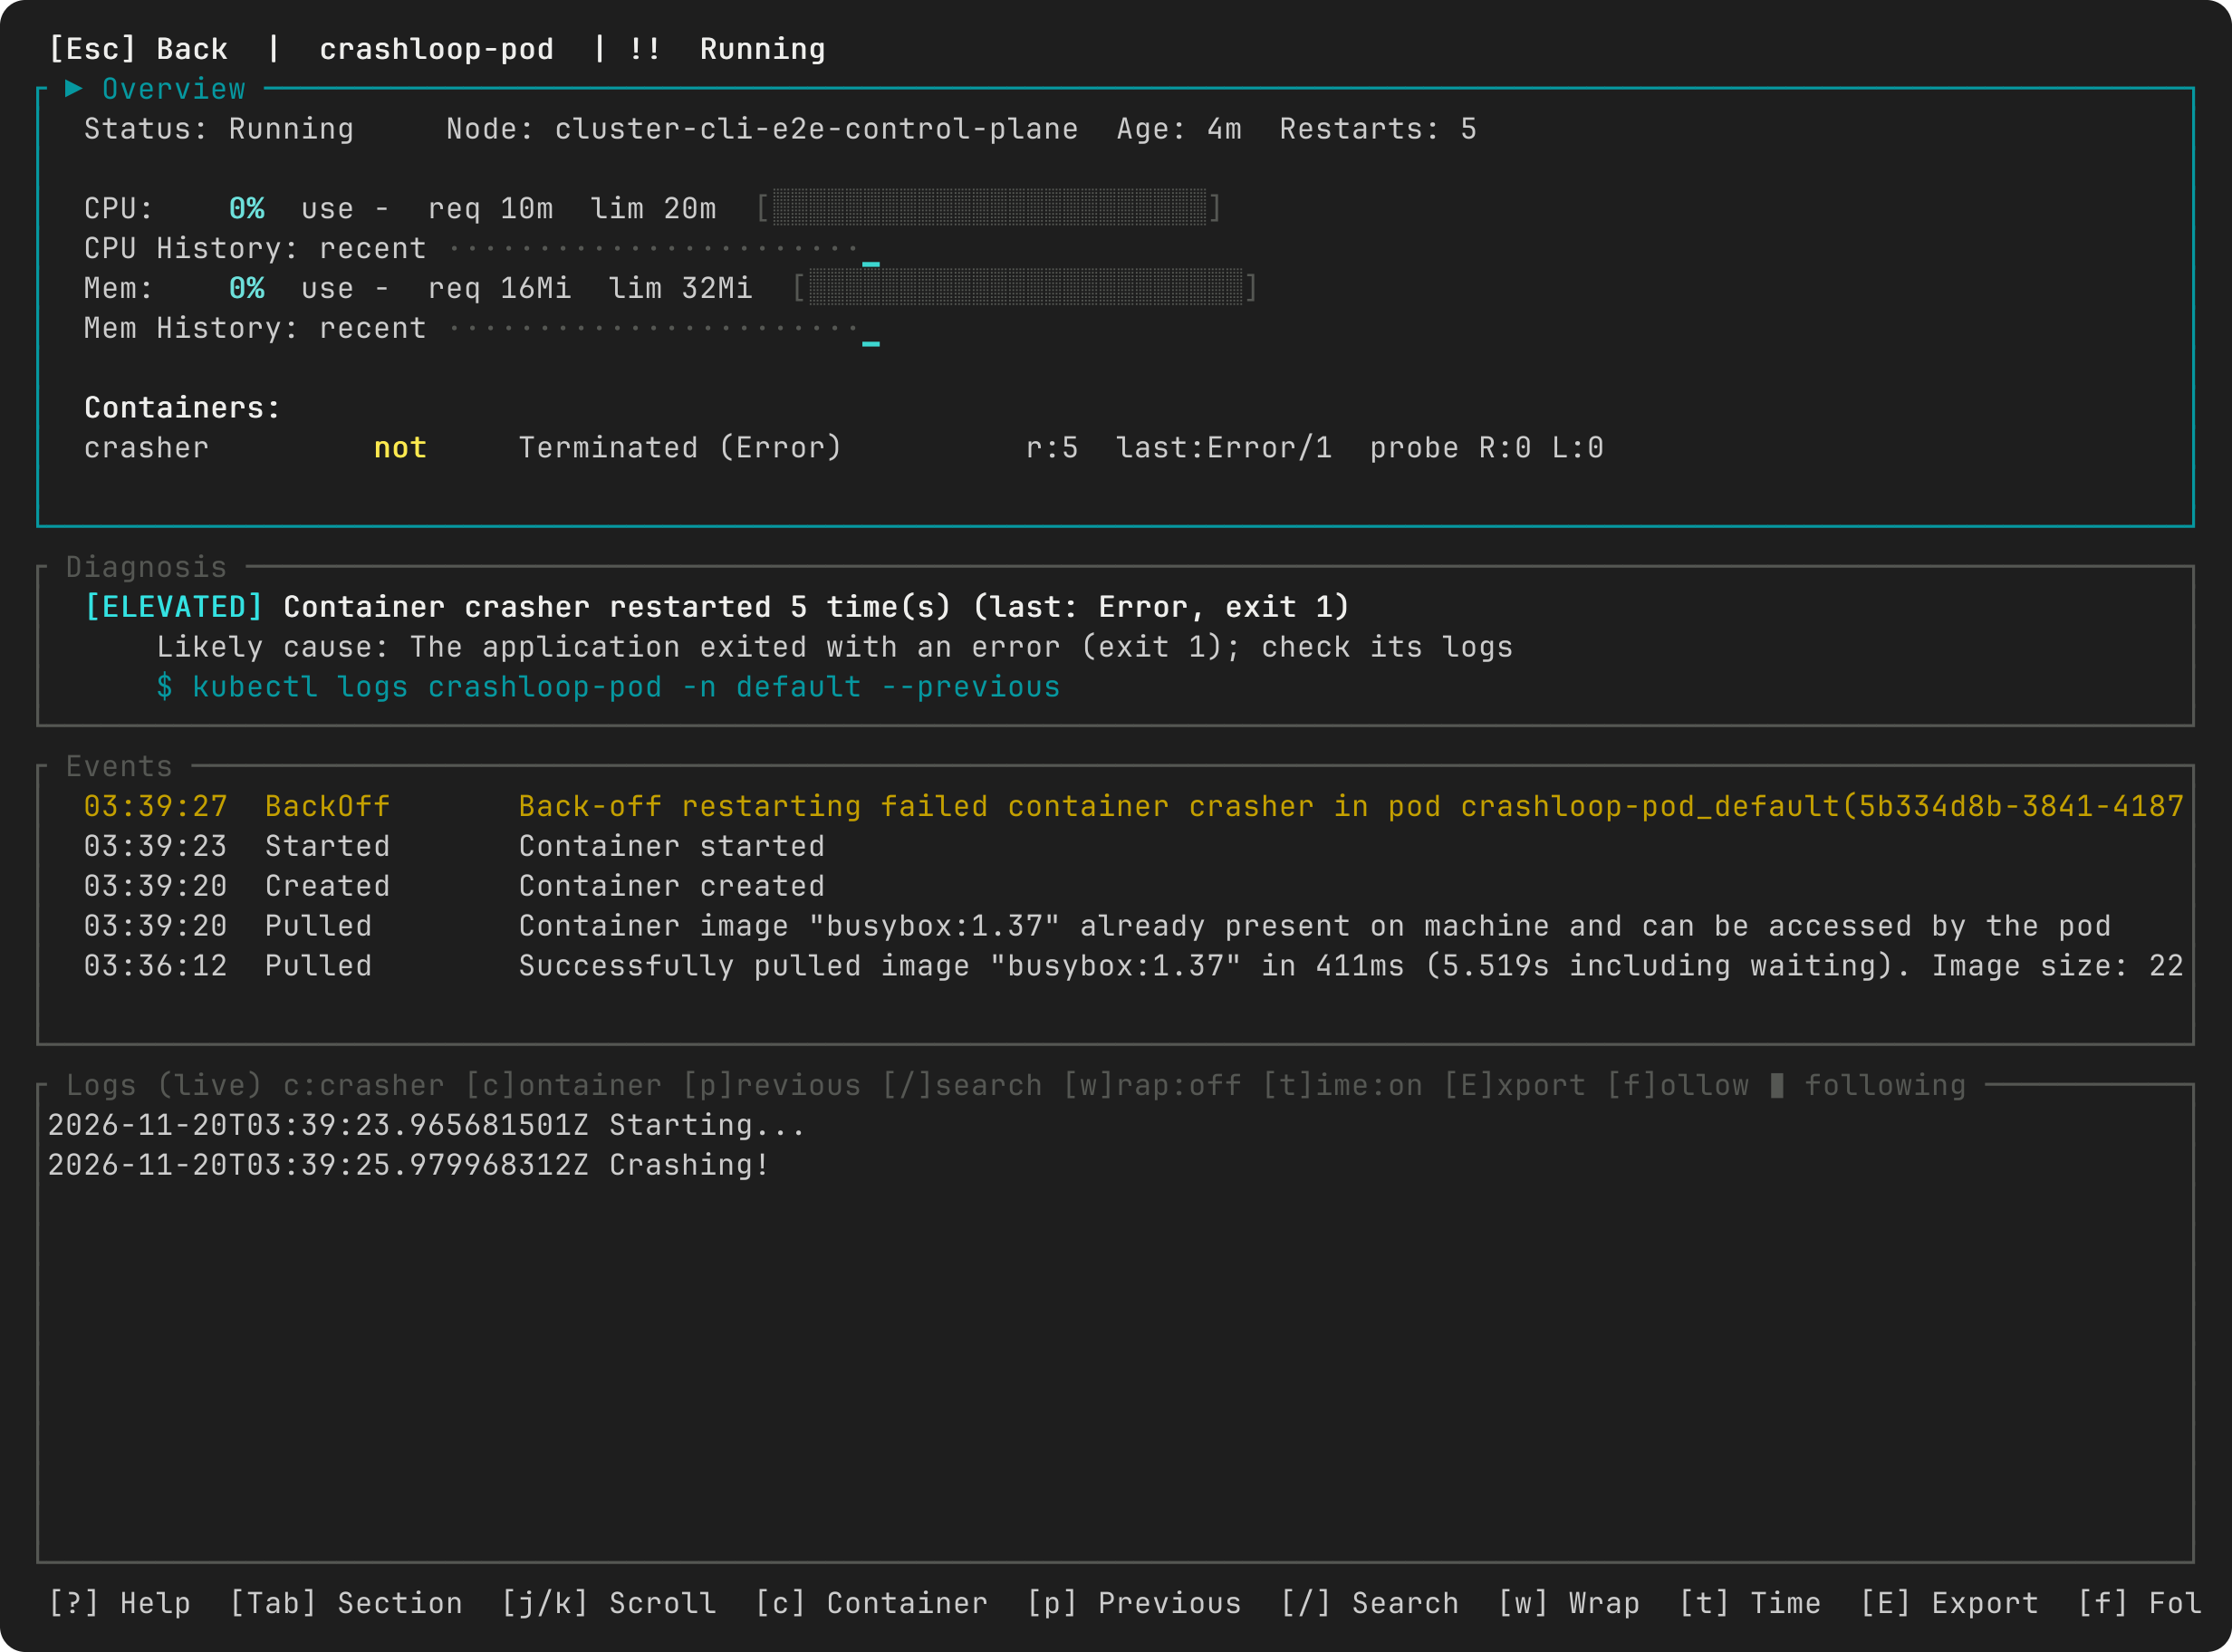 [Esc] Back | crashloop-pod | !! Running
▶ Overview
Status: Running Node: cluster-cli-e2e-control-plane Age: 4m Restarts: 5
CPU: 0% use - req 10m lim 20m [░░░░░░░░░░░░░░░░░░░░░░░░]
CPU History: recent ·······················▁
Mem: 0% use - req 16Mi lim 32Mi [░░░░░░░░░░░░░░░░░░░░░░░░]
Mem History: recent ·······················▁
Containers:
crasher not Terminated (Error) r:5 last:Error/1 probe R:0 L:0
Diagnosis
[ELEVATED] Container crasher restarted 5 time(s) (last: Error, exit 1)
Likely cause: The application exited with an error (exit 1); check its logs
$ kubectl logs crashloop-pod -n default --previous
Events
03:39:27 BackOff Back-off restarting failed container crasher in pod crashloop-pod_default(5b334d8b-3841-4187
03:39:23 Started Container started
03:39:20 Created Container created
03:39:20 Pulled Container image "busybox:1.37" already present on machine and can be accessed by the pod
03:36:12 Pulled Successfully pulled image "busybox:1.37" in 411ms (5.519s including waiting). Image size: 22
Logs (live) c:crasher [c]ontainer [p]revious [/]search [w]rap:off [t]ime:on [E]xport [f]ollow █ following
2026-11-20T03:39:23.965681501Z Starting...
2026-11-20T03:39:25.979968312Z Crashing!
[?] Help [Tab] Section [j/k] Scroll [c] Container [p] Previous [/] Search [w] Wrap [t] Time [E] Export [f] Fol